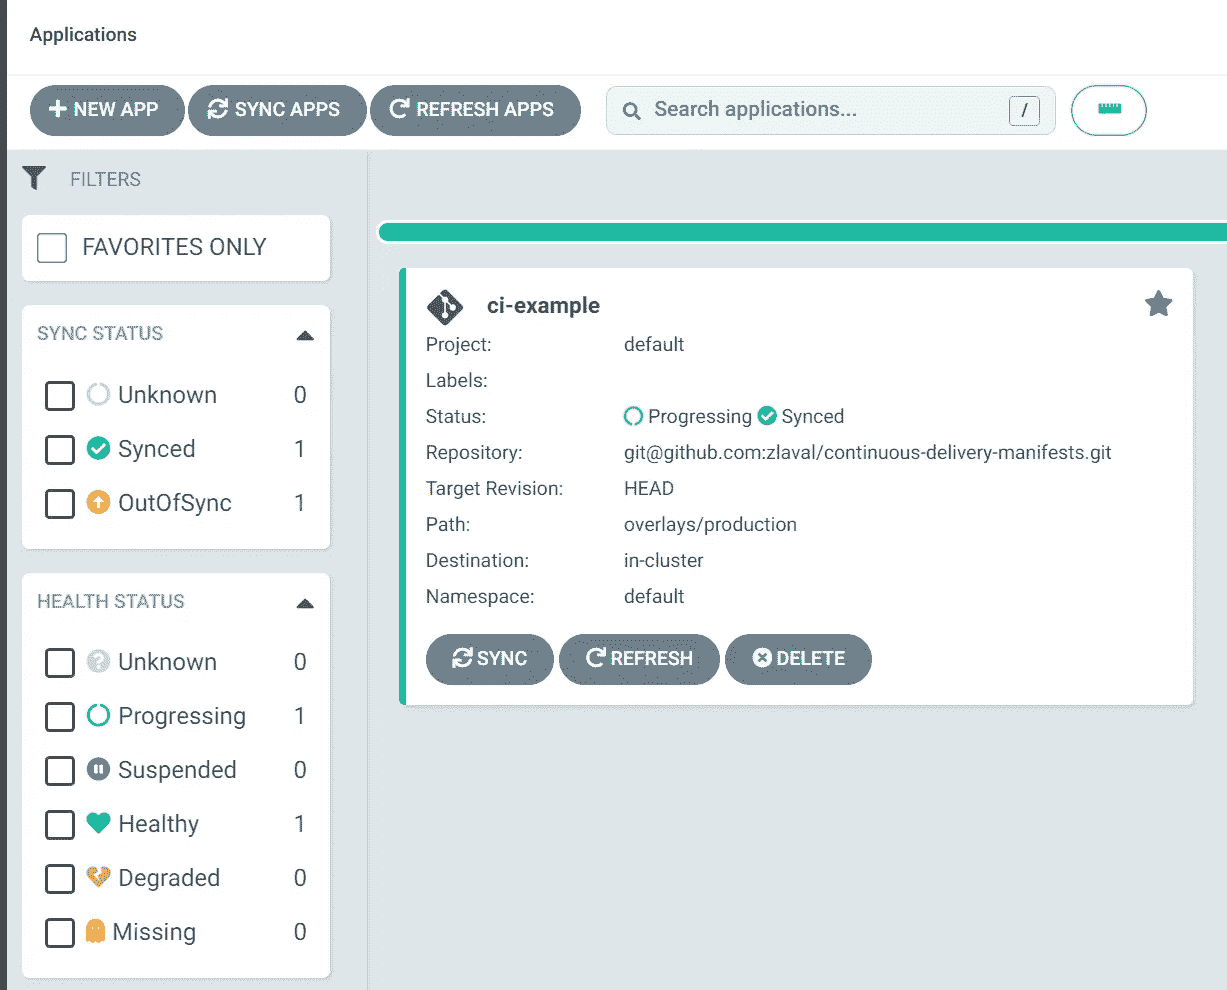 Applications
NEW APP SYNC APPS REFRESH APPS Search applications... /
FILTERS
FAVORITES ONLY
SYNC STATUS
Unknown 0
Synced 1
OutOfSync 1
HEALTH STATUS
Unknown 0
Progressing 1
Suspended 0
Healthy 1
Degraded 0
Missing 0
ci-example
Project: default
Labels:
Status: Progressing Synced
Repository: git@github.com:zlaval/continuous-delivery-manifests.git
Target Revision: HEAD
Path: overlays/production
Destination: in-cluster
Namespace: default
SYNC REFRESH DELETE